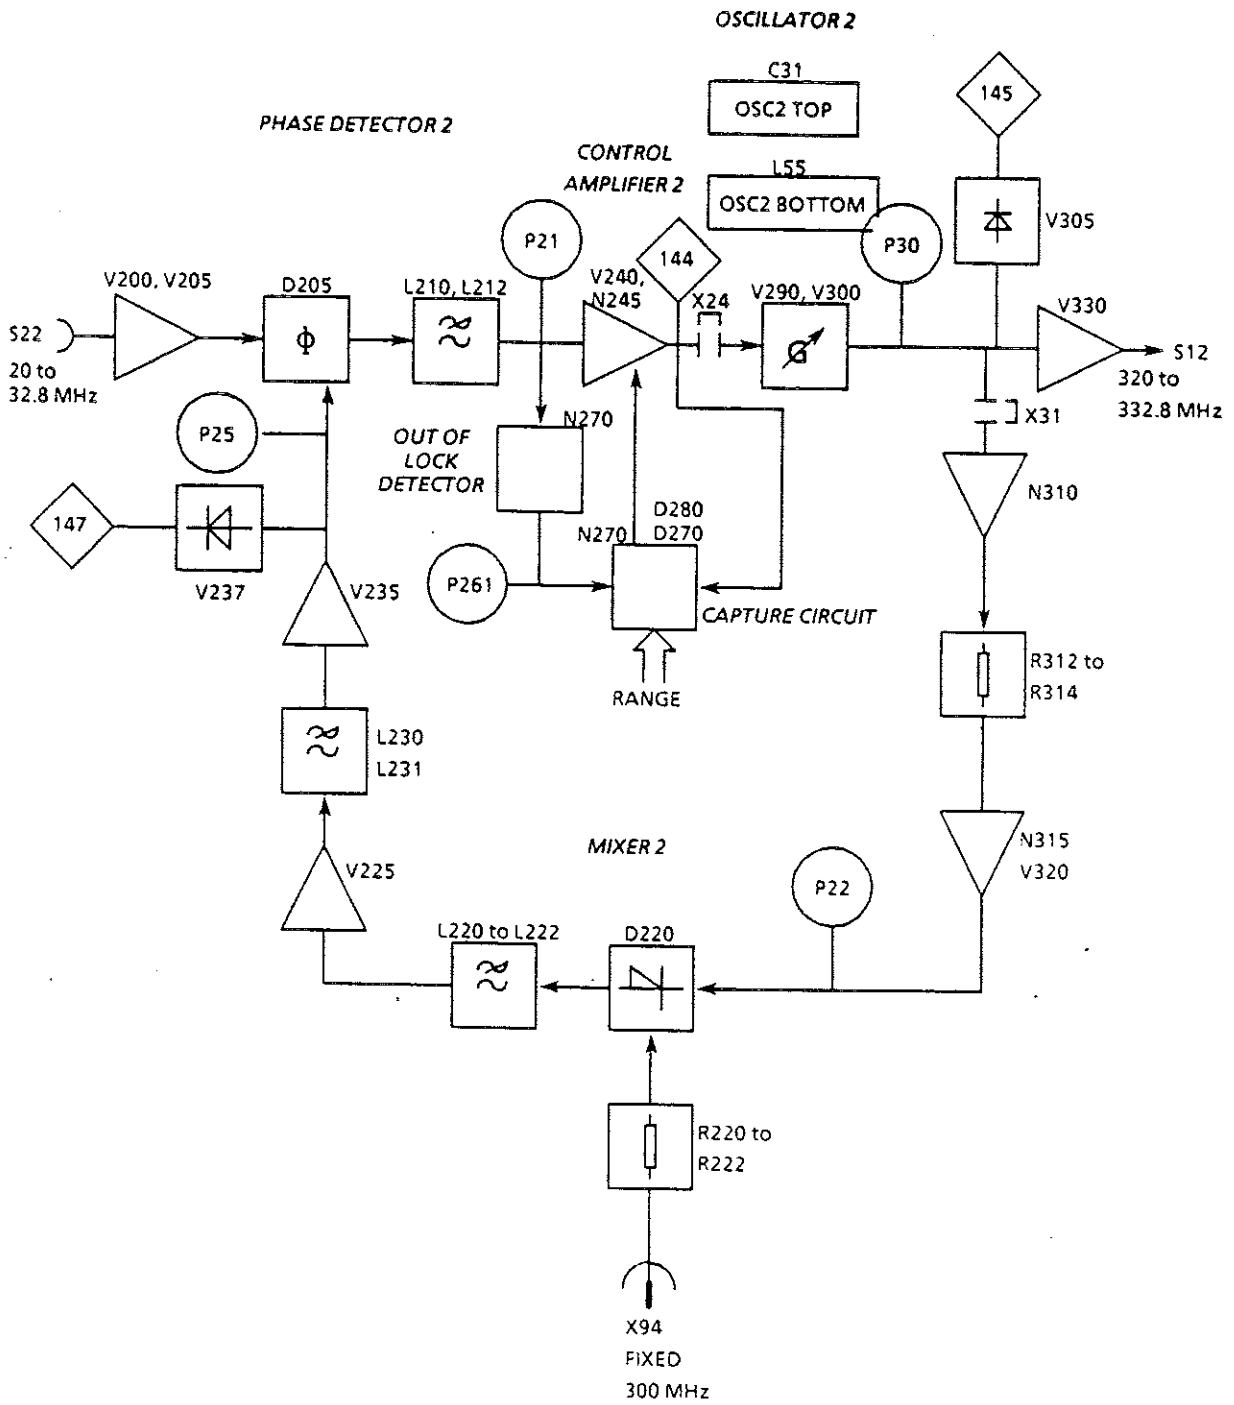 OSCILLATOR 2
C31
OSC2 TOP
145
PHASE DETECTOR 2
CONTROL
AMPLIFIER 2
L55
OSC2 BOTTOM
P21
144
P30
V305
V200, V205
D205
L210, L212
V240,
N245
X24
V290, V300
V330
S22
20 to
32.8 MHz
Φ
G
S12
320 to
332.8 MHz
X31
P25
OUT OF
LOCK
DETECTOR
N270
N310
147
V237
V235
N270
D280
D270
P261
CAPTURE CIRCUIT
RANGE
R312 to
R314
L230
L231
MIXER 2
N315
V320
V225
P22
L220 to L222
D220
R220 to
R222
X94
FIXED
300 MHz